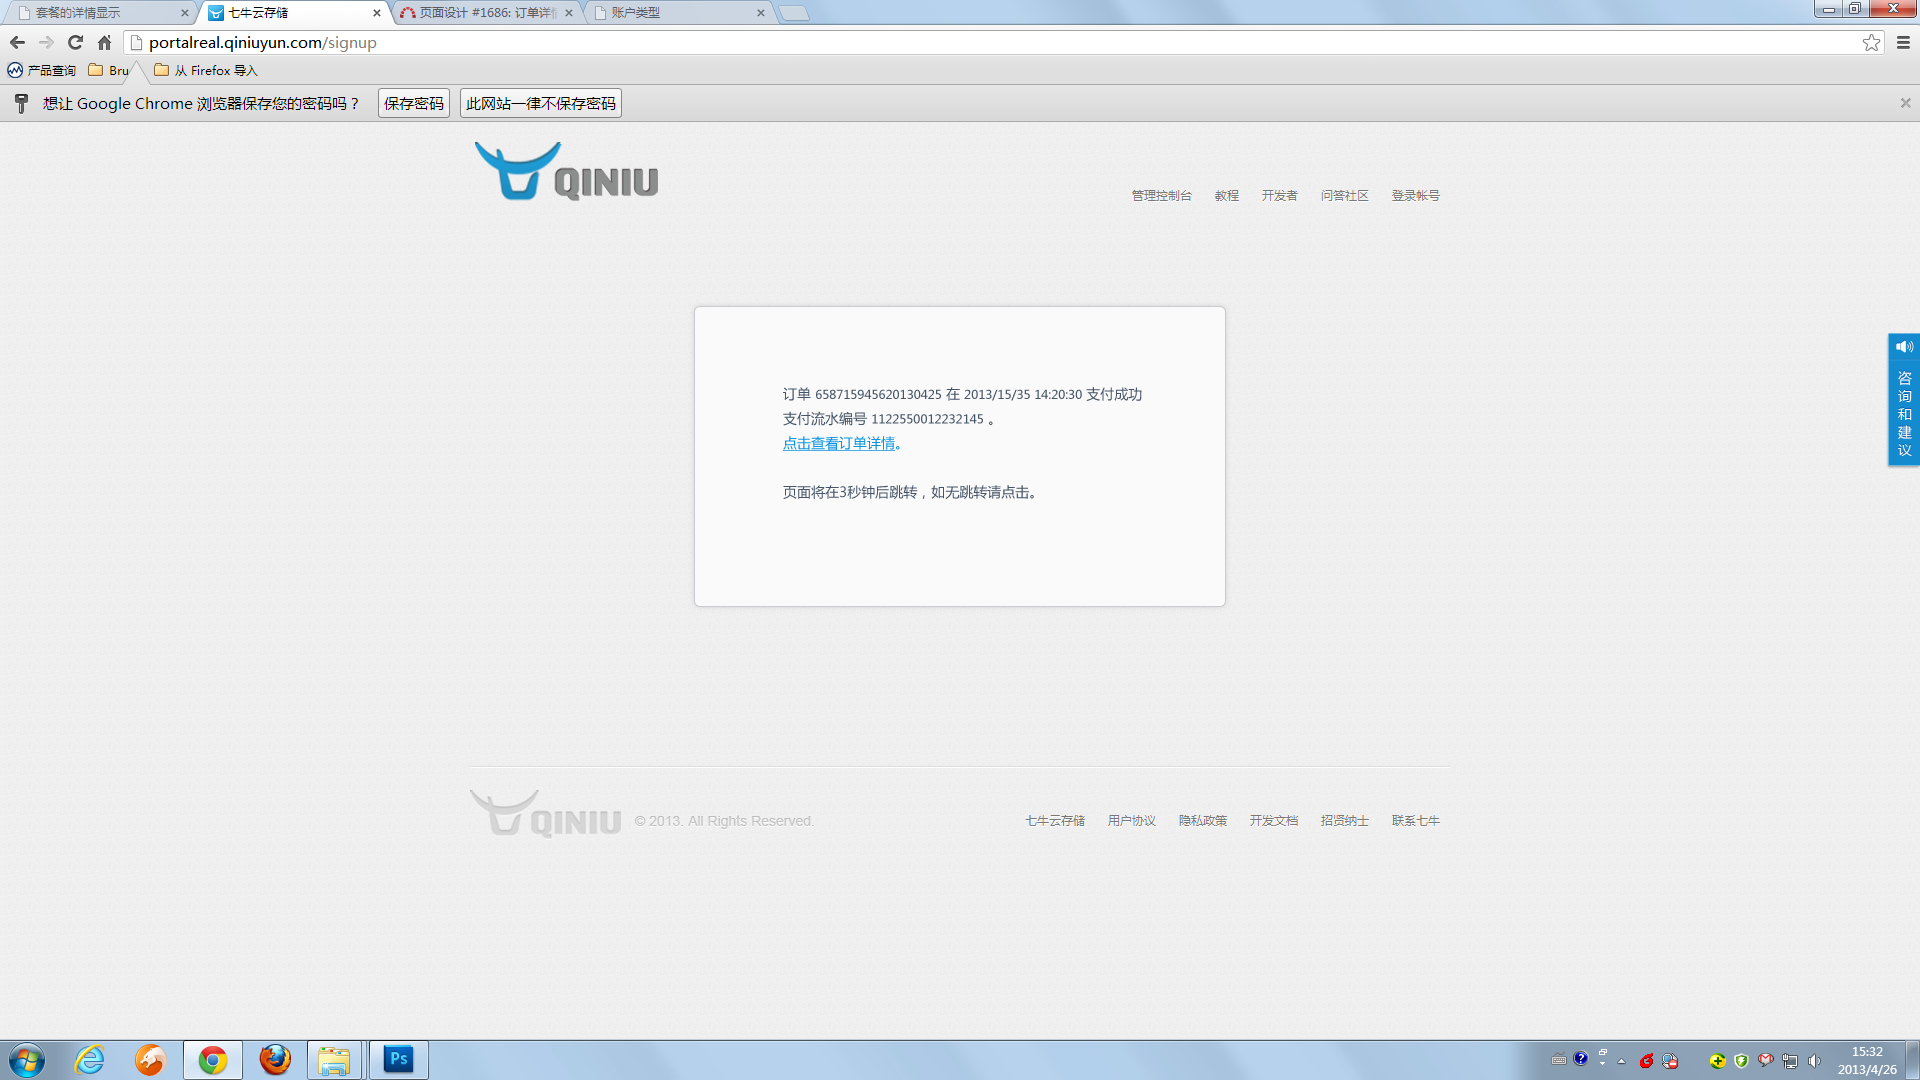 套餐的详情显示
七牛云存储
页面设计 #1686: 订单详
账户类型
portalreal.qiniuyun.com/signup
产品查询
Bru
从 Firefox 导入
想让 Google Chrome 浏览器保存您的密码吗？
保存密码
此网站一律不保存密码
QINIU
管理控制台 教程 开发者 问答社区 登录帐号
订单 658715945620130425 在 2013/15/35 14:20:30 支付成功
支付流水编号 1122550012232145 。
点击查看订单详情。
页面将在3秒钟后跳转，如无跳转请点击。
咨询和建议
QINIU © 2013. All Rights Reserved.
七牛云存储 用户协议 隐私政策 开发文档 招贤纳士 联系七牛
Ps
15:32
2013/4/26